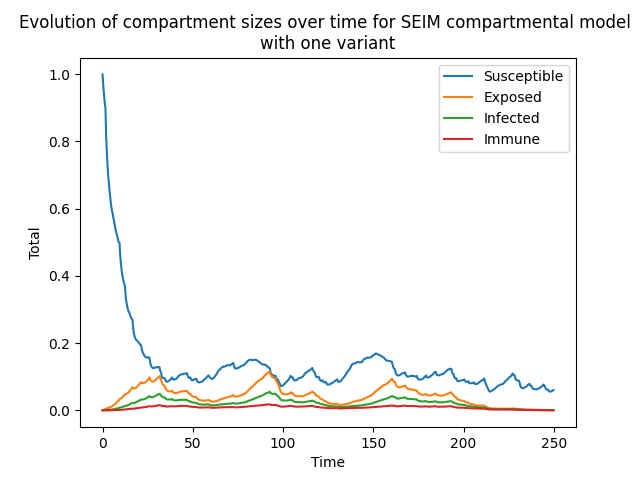 Evolution of compartment sizes over time for SEIM compartmental model
with one variant
1.0
0.8
0.6
0.4
0.2
0.0
Total
Susceptible
Exposed
Infected
Immune
0 50 100 150 200 250
Time